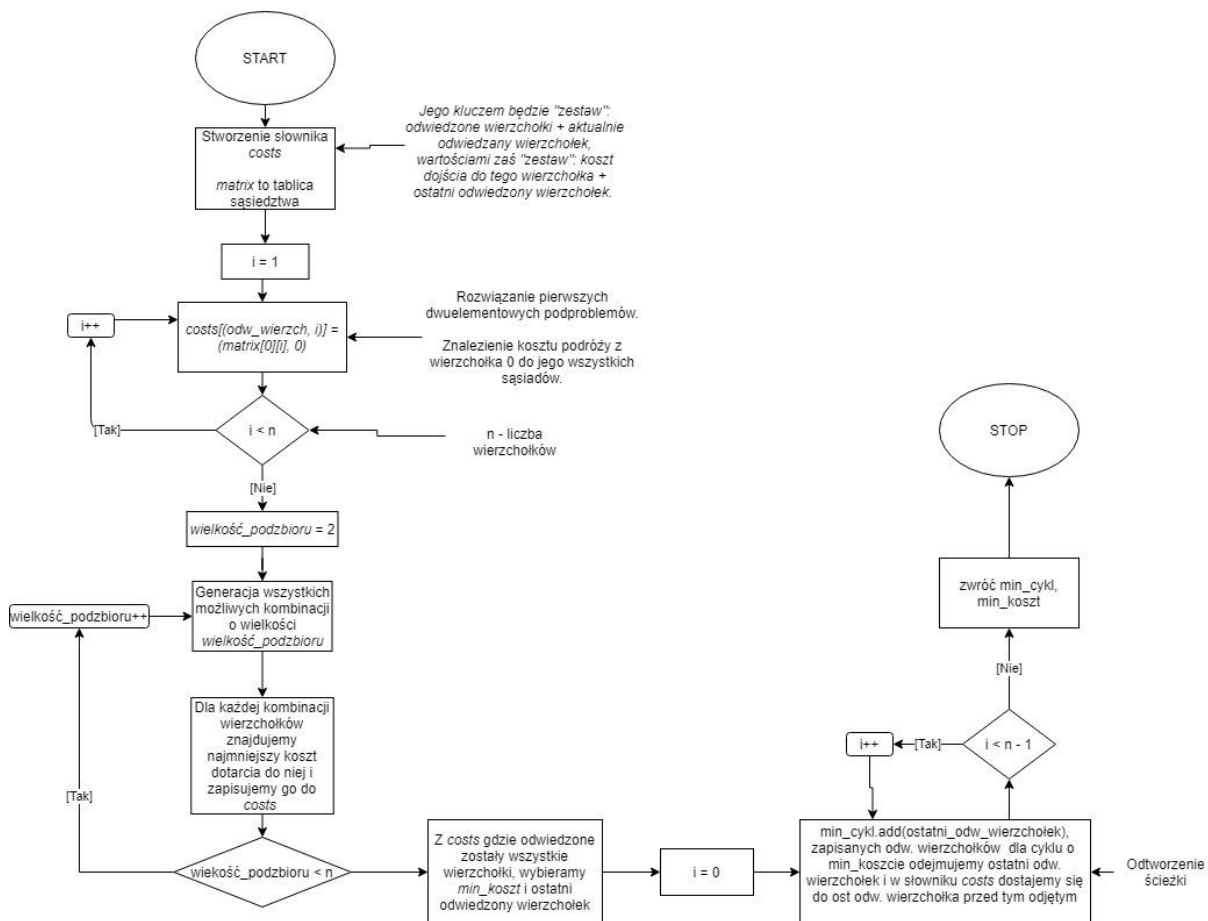 START
Stworzenie słownika
costs
matrix to tablica
sąsiedztwa
Jego kluczem będzie "zestaw":
odwiedzone wierzchołki + aktualnie
odwiedzany wierzchołek,
wartościami zaś "zestaw": koszt
dojścia do tego wierzchołka +
ostatni odwiedzony wierzchołek.
i = 1
i++
costs[(odw_wierzch, i)] =
(matrix[0][i], 0)
Rozwiązanie pierwszych
dwuelementowych podproblemów.
Znalezienie kosztu podróży z
wierzchołka 0 do jego wszystkich
sąsiadów.
[Tak]
i < n
n - liczba
wierzchołków
[Nie]
wielkość_podzbioru = 2
wielkość_podzbioru++
Generacja wszystkich
możliwych kombinacji
o wielkości
wielkość_podzbioru
Dla każdej kombinacji
wierzchołków
znajdujemy
najmniejszy koszt
dotarcia do niej i
zapisujemy go do
costs
[Tak]
wiekość_podzbioru < n
Z costs gdzie odwiedzone
zostały wszystkie
wierzchołki, wybieramy
min_koszt i ostatni
odwiedzony wierzchołek
i = 0
min_cykl.add(ostatni_odw_wierzchołek),
zapisanych odw. wierzchołków dla cyklu o
min_koszcie odejmujemy ostatni odw.
wierzchołek i w słowniku costs dostajemy się
do ost odw. wierzchołka przed tym odjętym
Odtworzenie
ścieżki
i++
[Tak]
i < n - 1
[Nie]
zwróć min_cykl,
min_koszt
STOP